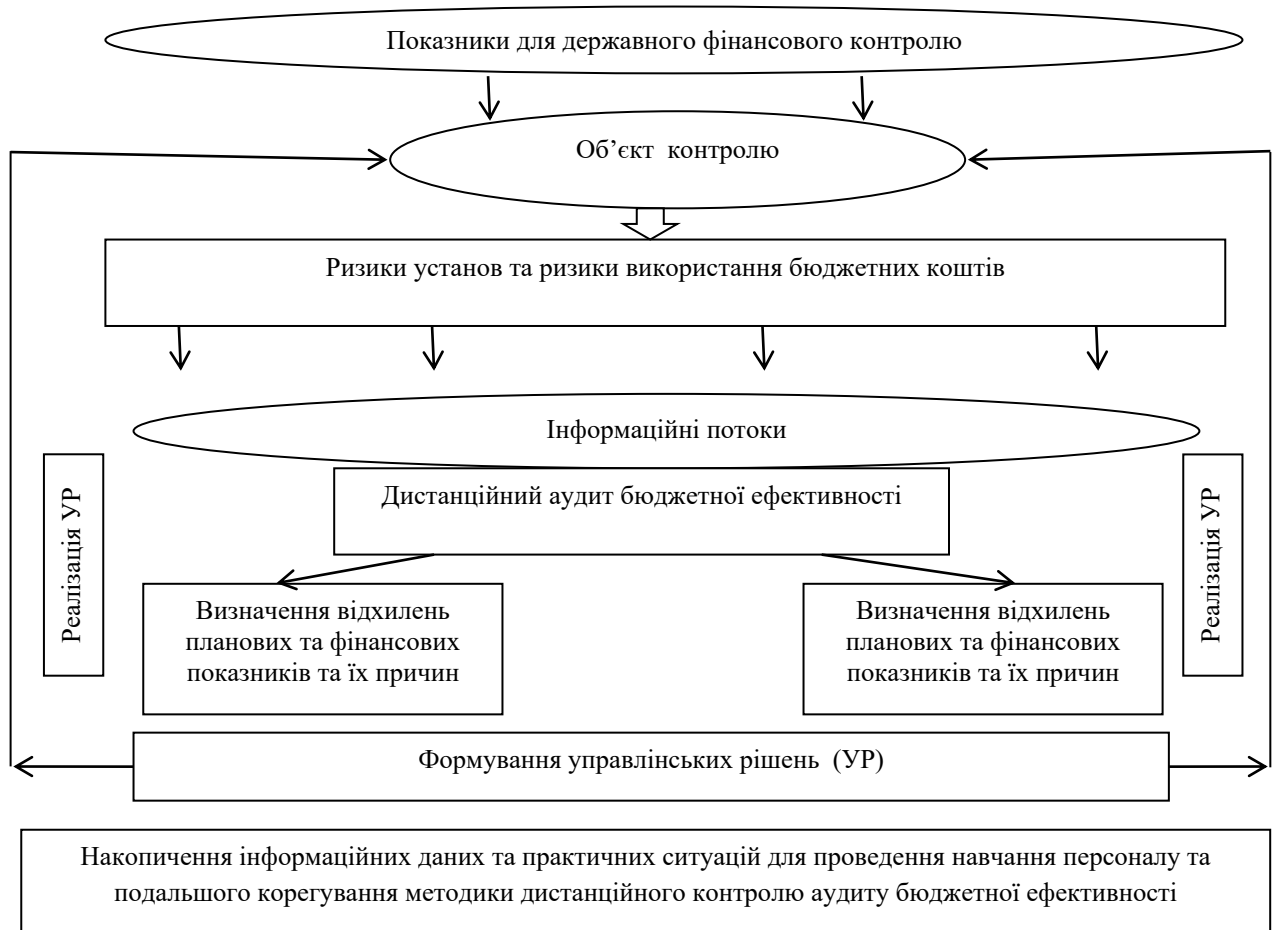 Показники для державного фінансового контролю
Об’єкт контролю
Ризики установ та ризики використання бюджетних коштів
Інформаційні потоки
Дистанційний аудит бюджетної ефективності
Реалізація УР
Визначення відхилень
планових та фінансових
показників та їх причин
Визначення відхилень
планових та фінансових
показників та їх причин
Реалізація УР
Формування управлінських рішень (УР)
Накопичення інформаційних даних та практичних ситуацій для проведення навчання персоналу та
подальшого корегування методики дистанційного контролю аудиту бюджетної ефективності